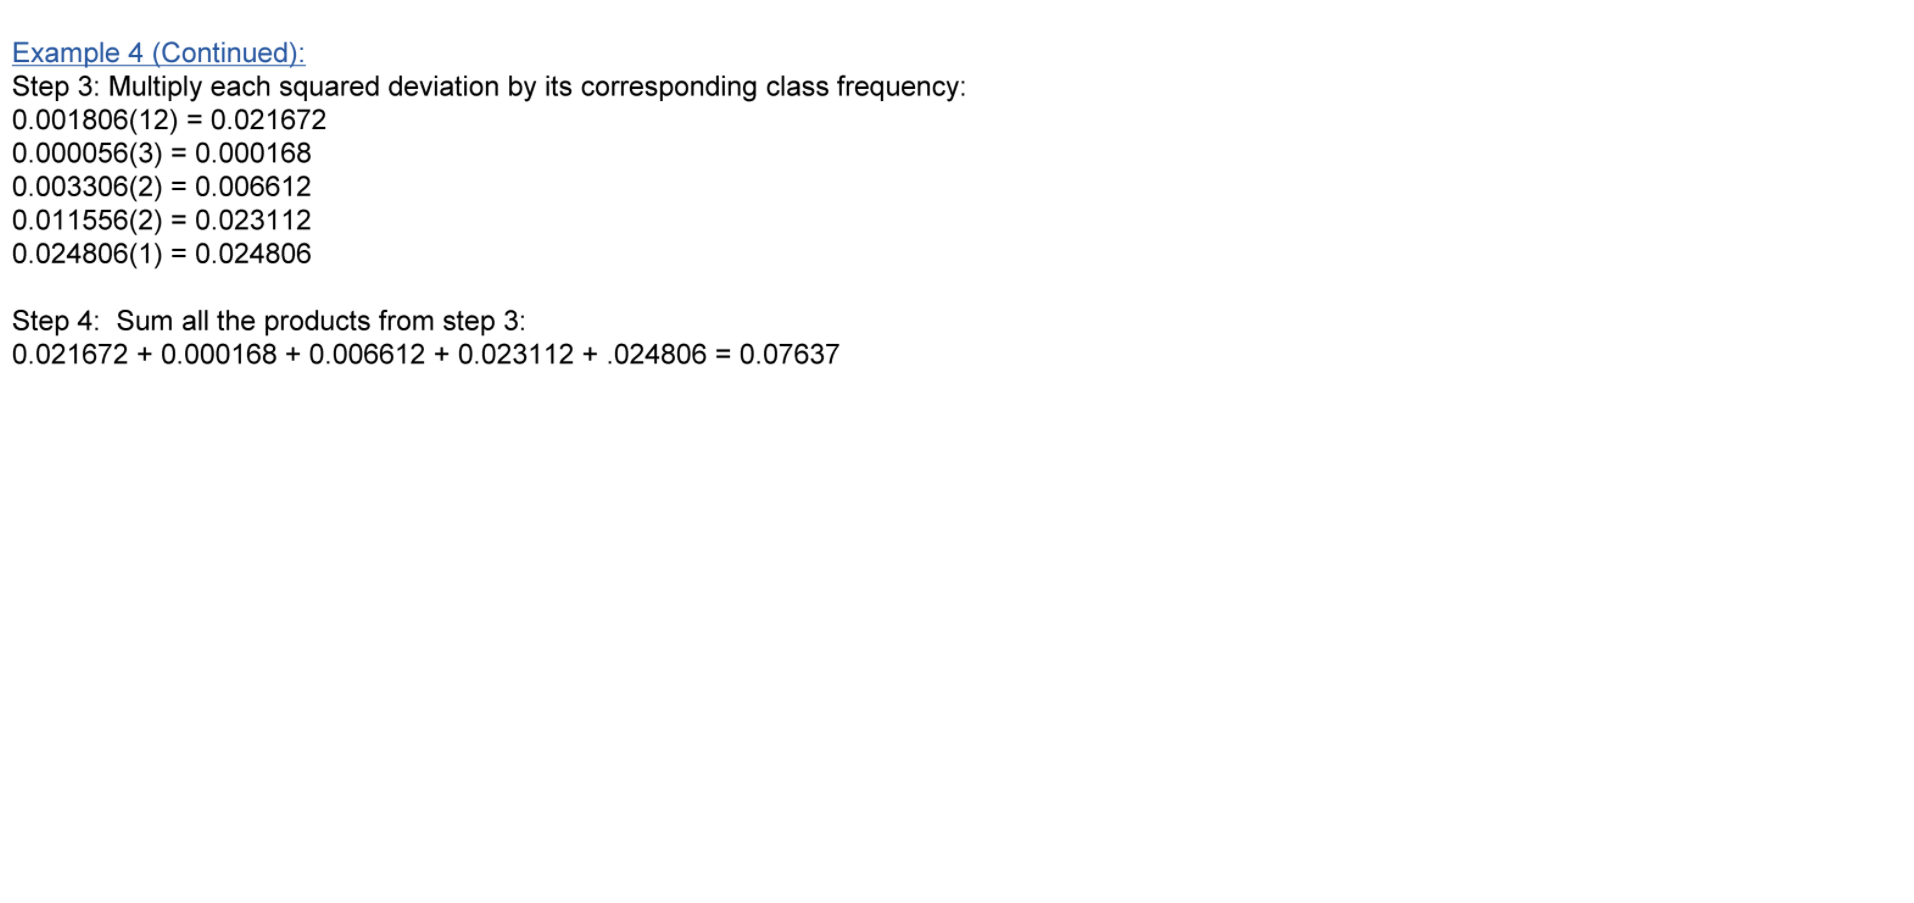 Example 4 (Continued):
Step 3: Multiply each squared deviation by its corresponding class frequency:
0.001806(12) = 0.021672
0.000056(3) = 0.000168
0.003306(2) = 0.006612
0.011556(2) = 0.023112
0.024806(1) = 0.024806
Step 4:  Sum all the products from step 3:
0.021672 + 0.000168 + 0.006612 + 0.023112 + .024806 = 0.07637